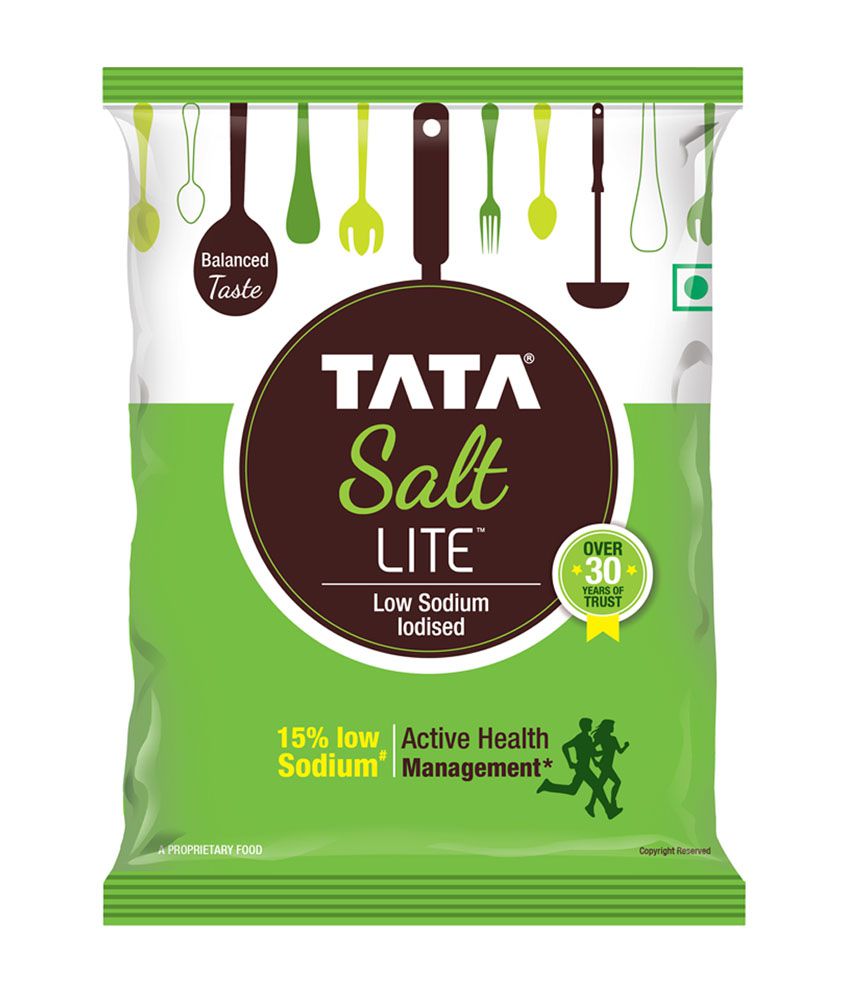 Balanced
Taste
TATA®
Salt
LITE™
Low Sodium
Iodised
OVER
30
YEARS OF
TRUST
15% low
Sodium#
Active Health
Management*
A PROPRIETARY FOOD
Copyright Reserved